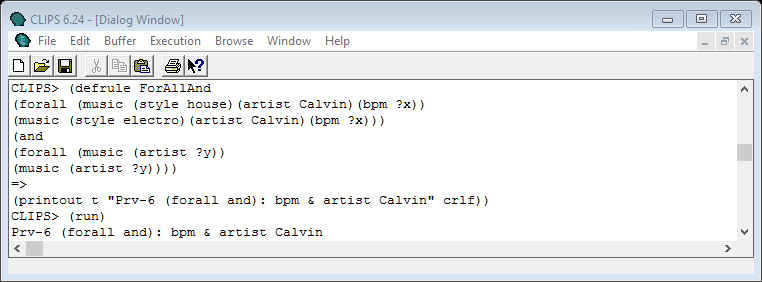 CLIPS 6.24 - [Dialog Window]
File Edit Buffer Execution Browse Window Help
CLIPS> (defrule ForAllAnd
(forall (music (style house)(artist Calvin)(bpm ?x))
(music (style electro)(artist Calvin)(bpm ?x)))
(and
(forall (music (artist ?y))
(music (artist ?y))))
=>
(printout t "Prv-6 (forall and): bpm & artist Calvin" crlf))
CLIPS> (run)
Prv-6 (forall and): bpm & artist Calvin